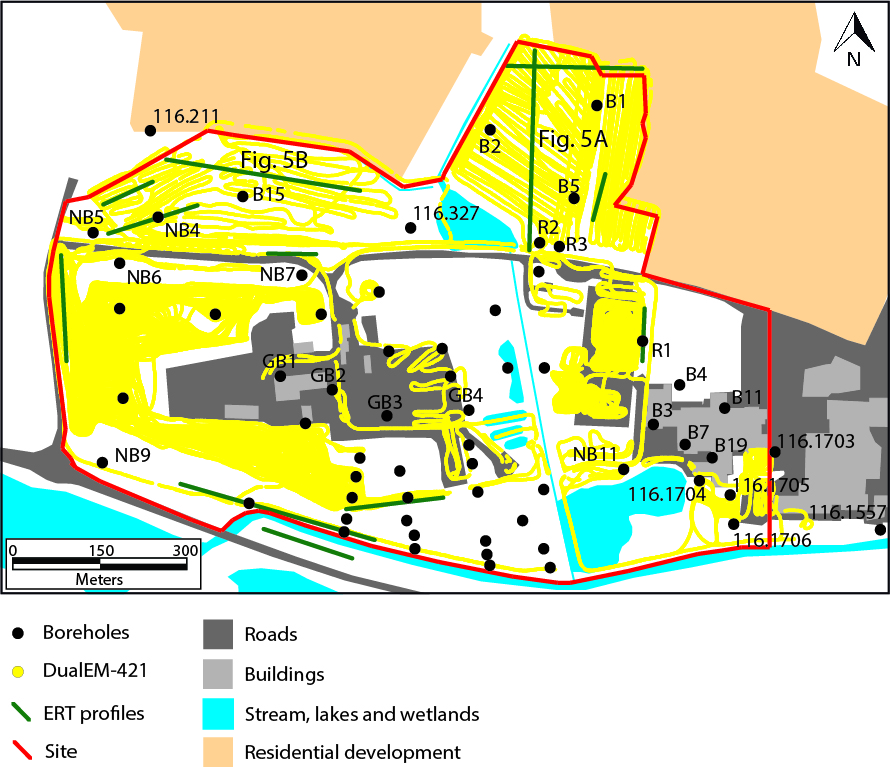 N
116.211
B1
B2
Fig. 5A
Fig. 5B
B5
B15
116.327
NB5
NB4
R2
R3
NB6
NB7
R1
GB1
GB2
GB3
GB4
B4
B11
B3
B7
B19
116.1703
NB9
NB11
116.1704
116.1705
116.1557
116.1706
0 150 300
Meters
Boreholes
DualEM-421
ERT profiles
Site
Roads
Buildings
Stream, lakes and wetlands
Residential development